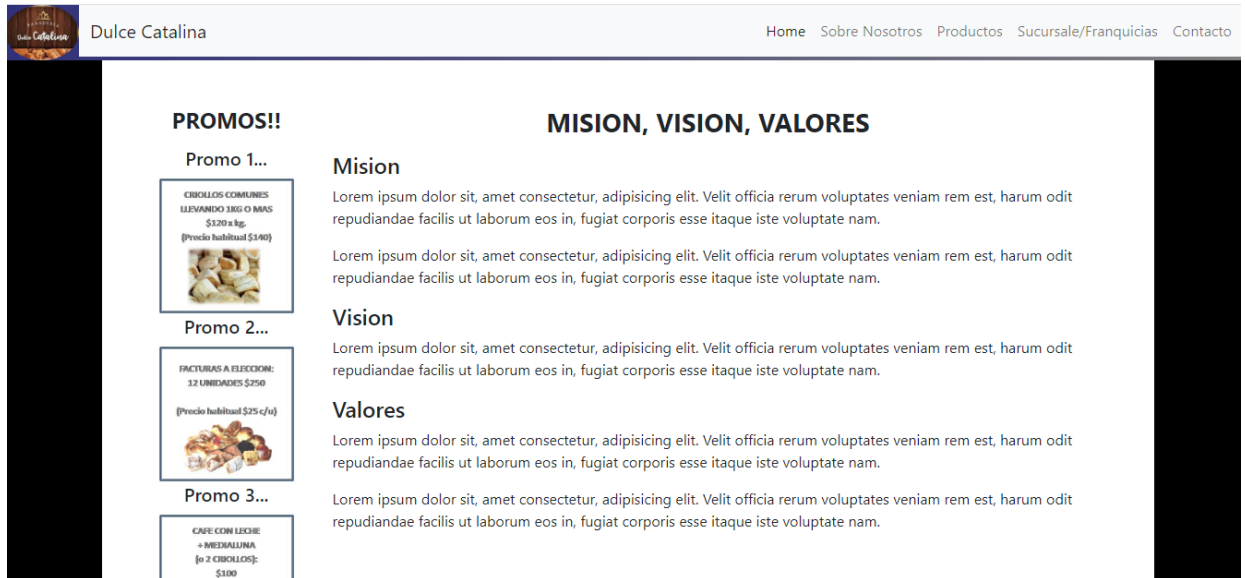 PANADERIA
Dulce Catalina
Dulce Catalina
Home Sobre Nosotros Productos Sucursale/Franquicias Contacto
PROMOS!!
Promo 1...
CRIOLLOS COMUNES
LLEVANDO 1KG O MAS
$120 x kg.
(Precio habitual $140)
Promo 2...
FACTURAS A ELECCION:
12 UNIDADES $250
(Precio habitual $25 c/u)
Promo 3...
CAFE CON LECHE
+ MEDIALUNA
(o 2 CRIOLLOS):
$100
MISION, VISION, VALORES
Mision
Lorem ipsum dolor sit, amet consectetur, adipisicing elit. Velit officia rerum voluptates veniam rem est, harum odit
repudiandae facilis ut laborum eos in, fugiat corporis esse itaque iste voluptate nam.
Lorem ipsum dolor sit, amet consectetur, adipisicing elit. Velit officia rerum voluptates veniam rem est, harum odit
repudiandae facilis ut laborum eos in, fugiat corporis esse itaque iste voluptate nam.
Vision
Lorem ipsum dolor sit, amet consectetur, adipisicing elit. Velit officia rerum voluptates veniam rem est, harum odit
repudiandae facilis ut laborum eos in, fugiat corporis esse itaque iste voluptate nam.
Valores
Lorem ipsum dolor sit, amet consectetur, adipisicing elit. Velit officia rerum voluptates veniam rem est, harum odit
repudiandae facilis ut laborum eos in, fugiat corporis esse itaque iste voluptate nam.
Lorem ipsum dolor sit, amet consectetur, adipisicing elit. Velit officia rerum voluptates veniam rem est, harum odit
repudiandae facilis ut laborum eos in, fugiat corporis esse itaque iste voluptate nam.